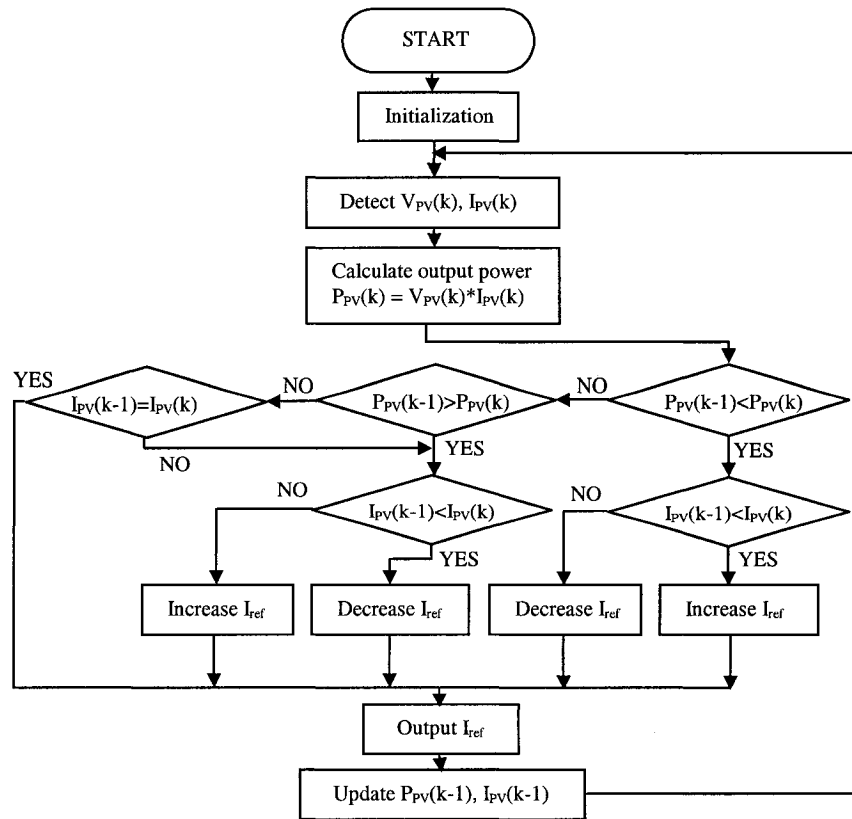 START
Initialization
Detect V_PV(k), I_PV(k)
Calculate output power
P_PV(k) = V_PV(k)*I_PV(k)
YES
I_PV(k-1)=I_PV(k)
NO
P_PV(k-1)>P_PV(k)
NO
P_PV(k-1)<P_PV(k)
NO
YES
YES
NO
I_PV(k-1)<I_PV(k)
NO
I_PV(k-1)<I_PV(k)
YES
YES
Increase I_ref
Decrease I_ref
Decrease I_ref
Increase I_ref
Output I_ref
Update P_PV(k-1), I_PV(k-1)